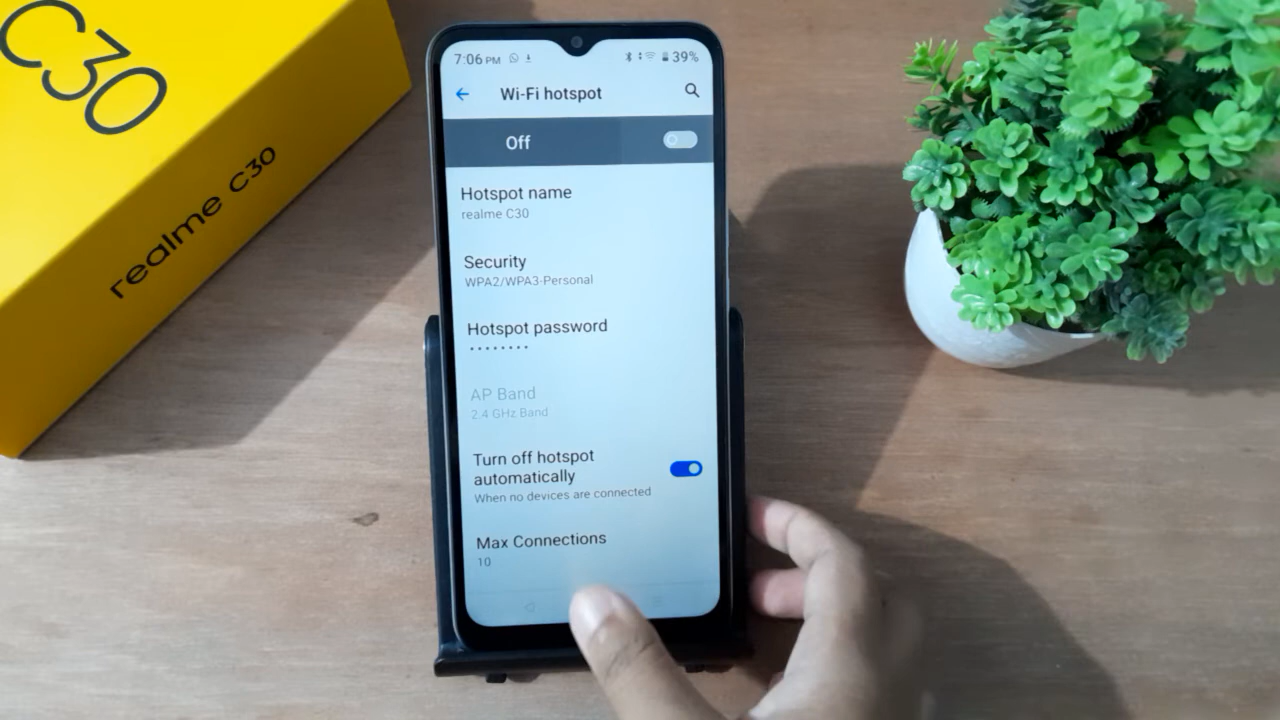 C30
realme C30
7:06 PM
39%
Wi-Fi hotspot
Off
Hotspot name
realme C30
Security
WPA2/WPA3-Personal
Hotspot password
••••••••
AP Band
2.4 GHz Band
Turn off hotspot
automatically
When no devices are connected
Max Connections
10